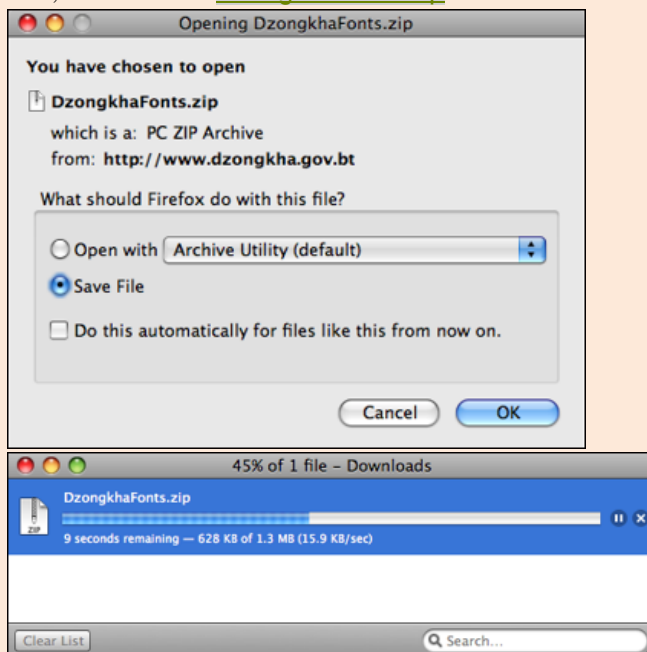 Opening DzongkhaFonts.zip
You have chosen to open
DzongkhaFonts.zip
which is a: PC ZIP Archive
from: http://www.dzongkha.gov.bt
What should Firefox do with this file?
Open with Archive Utility (default)
Save File
Do this automatically for files like this from now on.
Cancel OK
45% of 1 file – Downloads
DzongkhaFonts.zip
ZIP
9 seconds remaining — 628 KB of 1.3 MB (15.9 KB/sec)
Clear List Search...